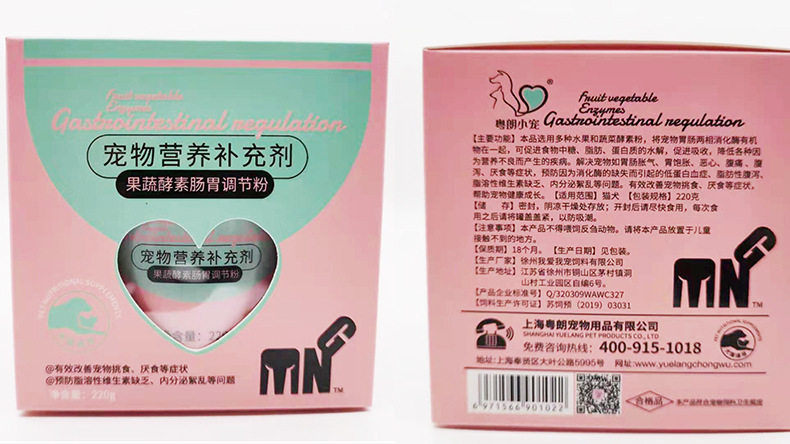 Fruit vegetable
Enzymes
Gastrointestinal regulation
宠物营养补充剂
果蔬酵素肠胃调节粉
宠物营养补充剂
果蔬酵素肠胃调节粉
PET NUTRITIONAL SUPPLEMENTS
@有效改善宠物挑食、厌食等症状
@预防脂溶性维生素缺乏、内分泌紊乱等问题
净含量：220g
MNG™
粤朗小宠®
Fruit vegetable
Enzymes
Gastrointestinal regulation
【主要功能】本品选用多种水果和蔬菜酵素粉，将宠物胃肠两相消化酶有机
物在一起，可促进食物中糖、脂肪、蛋白质的水解，促进吸收，降低各种因
为营养不良而产生的疾病。解决宠物如胃肠胀气、胃饱胀、恶心、腹痛、腹
泻、厌食等症状，预防因为消化酶的缺失而引起的低蛋白血症、脂肪性腹泻、
脂溶性维生素缺乏、内分泌紊乱等问题。有效改善宠物挑食、厌食等症状，
帮助宠物健康成长。【适用范围】猫犬 【包装规格】220克
【储 存】密封，阴凉干燥处存放；开封后请尽快食用，每次食
用之后请将罐盖盖紧，以防吸潮。
【注意事项】本产品不得喂饲反刍动物。请将本产品放置于儿童
接触不到的地方。
【保质期】18个月。【生产日期】见包装。
【生产厂家】徐州我爱我宠饲料有限公司
【生产地址】江苏省徐州市铜山区茅村镇洞
山村工业园区自编6号。
【产品企业标准号】Q/320309WAWC327
【饲料生产许可证】苏饲预（2019）03031
MNG™
上海粤朗宠物用品有限公司
SHANGHAI YUELANG PET PRODUCTS CO., LTD
免费咨询热线：400-915-1018
地址:上海奉贤区大叶公路5995号 网址:www.yuelangchongwu.com
6 971566 901022
合格品
本产品符合宠物饲料卫生规定